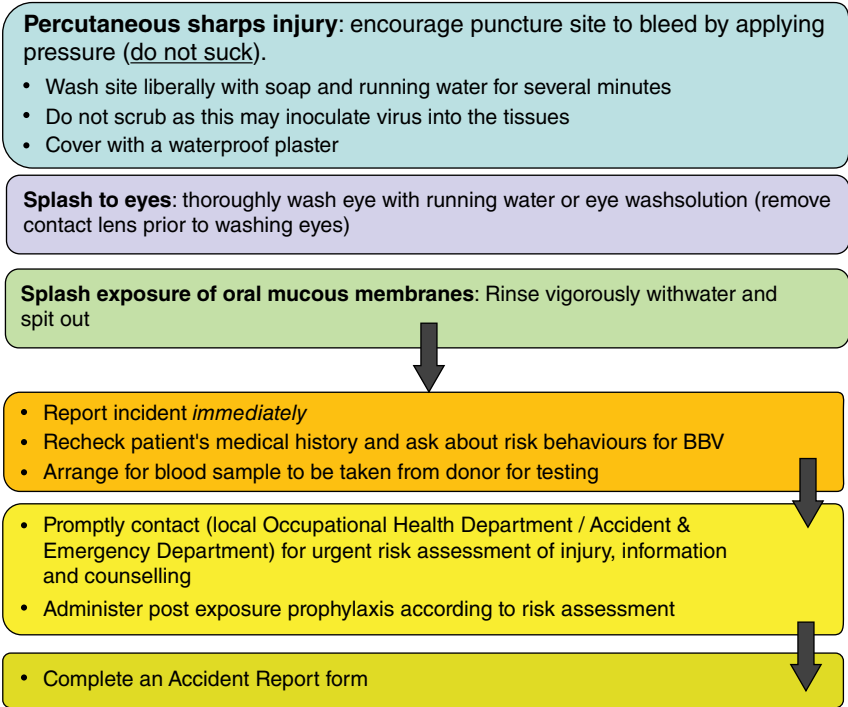 Percutaneous sharps injury: encourage puncture site to bleed by applying
pressure (do not suck).
• Wash site liberally with soap and running water for several minutes
• Do not scrub as this may inoculate virus into the tissues
• Cover with a waterproof plaster
Splash to eyes: thoroughly wash eye with running water or eye washsolution (remove
contact lens prior to washing eyes)
Splash exposure of oral mucous membranes: Rinse vigorously withwater and
spit out
• Report incident immediately
• Recheck patient's medical history and ask about risk behaviours for BBV
• Arrange for blood sample to be taken from donor for testing
• Promptly contact (local Occupational Health Department / Accident &
Emergency Department) for urgent risk assessment of injury, information
and counselling
• Administer post exposure prophylaxis according to risk assessment
• Complete an Accident Report form